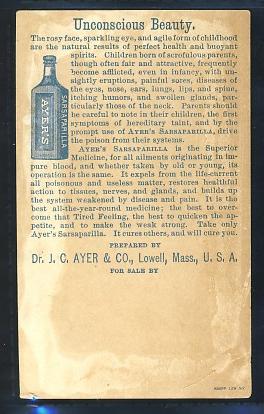 Unconscious Beauty.
The rosy face, sparkling eye, and agile form of childhood
are the natural results of perfect health and buoyant
spirits. Children born of scrofulous parents,
though often fair and attractive, frequently
become afflicted, even in infancy, with un-
sightly eruptions, painful sores, diseases of
the eyes, nose, ears, lungs, lips, and spine,
itching humors, and swollen glands, par-
ticularly those of the neck. Parents should
be careful to note in their children, the first
symptoms of hereditary taint, and by the
prompt use of AYER'S SARSAPARILLA, drive
the poison from their systems.
AYER'S
SARSAPARILLA
AYER'S SARSAPARILLA is the Superior
Medicine, for all ailments originating in im-
pure blood, and whether taken by old or young, its
operation is the same. It expels from the life-current
all poisonous and useless matter, restores healthful
action to tissues, nerves, and glands, and builds up
the system weakened by disease and pain. It is the
best all-the-year-round medicine; the best to over-
come that Tired Feeling, the best to quicken the ap-
petite, and to make the weak strong. Take only
Ayer's Sarsaparilla. It cures others, and will cure you.
PREPARED BY
Dr. J. C. AYER & CO., Lowell, Mass., U. S. A.
FOR SALE BY